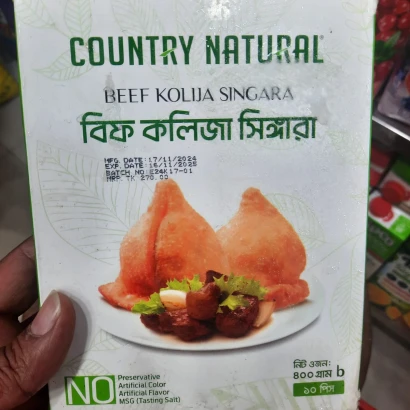 COUNTRY NATURAL
BEEF KOLIJA SINGARA
বিফ কলিজা সিঙ্গারা
MFG. DATE:17/11/2024
EXP. DATE:16/11/2025
BATCH NO:E24K17-01
MRP. TK 270.00
নিট ওজন:
৪০০ গ্রাম b
১০ পিস
NO
Preservative
Artificial Color
Artificial Flavor
MSG (Tasting Salt)